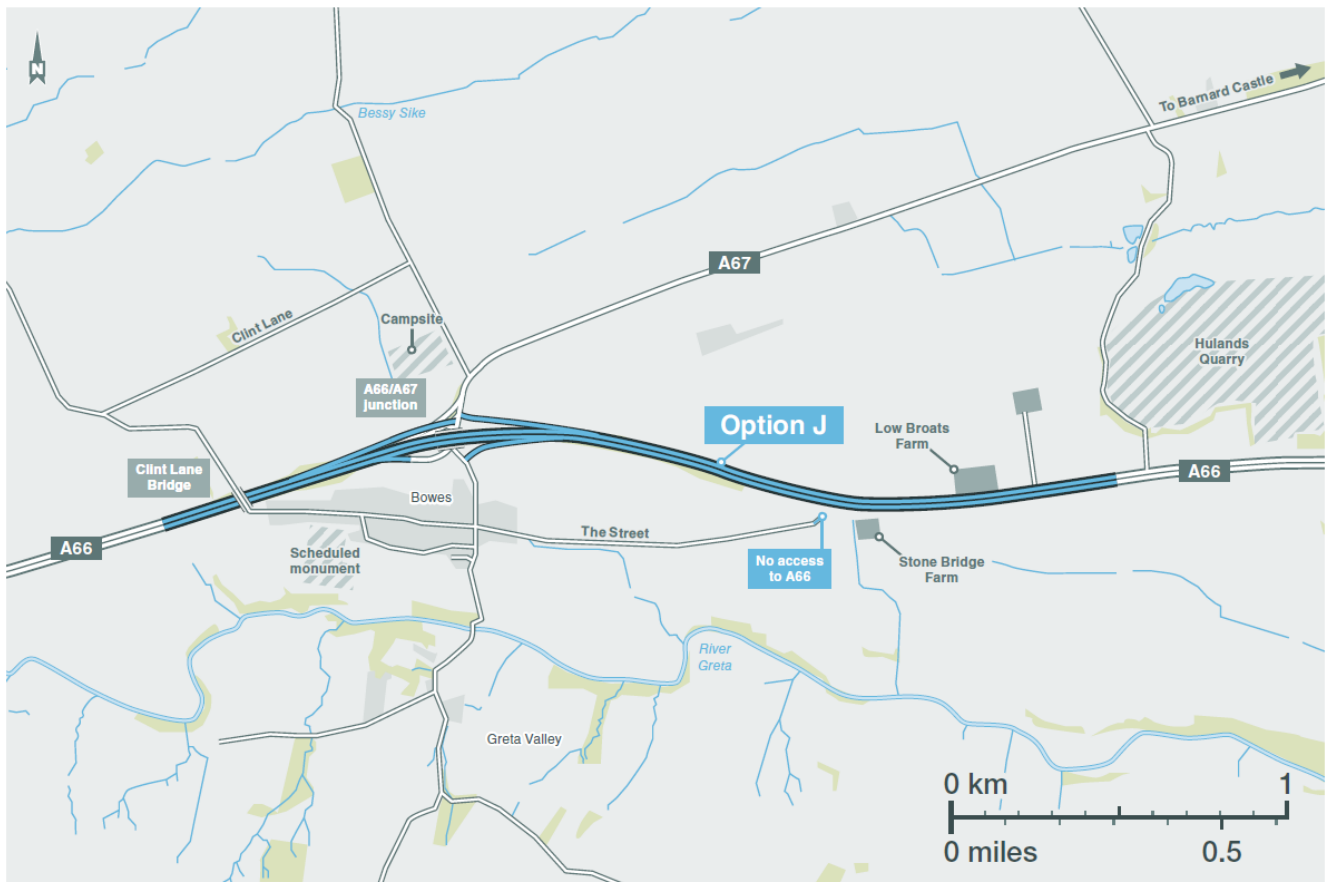 N
Bessy Sike
To Barnard Castle
A67
Clint Lane
Campsite
Hulands
Quarry
A66/A67
junction
Option J
Low Broats
Farm
Clint Lane
Bridge
A66
Bowes
The Street
A66
Scheduled
monument
No access
to A66
Stone Bridge
Farm
River
Greta
Greta Valley
0 km
1
0 miles
0.5